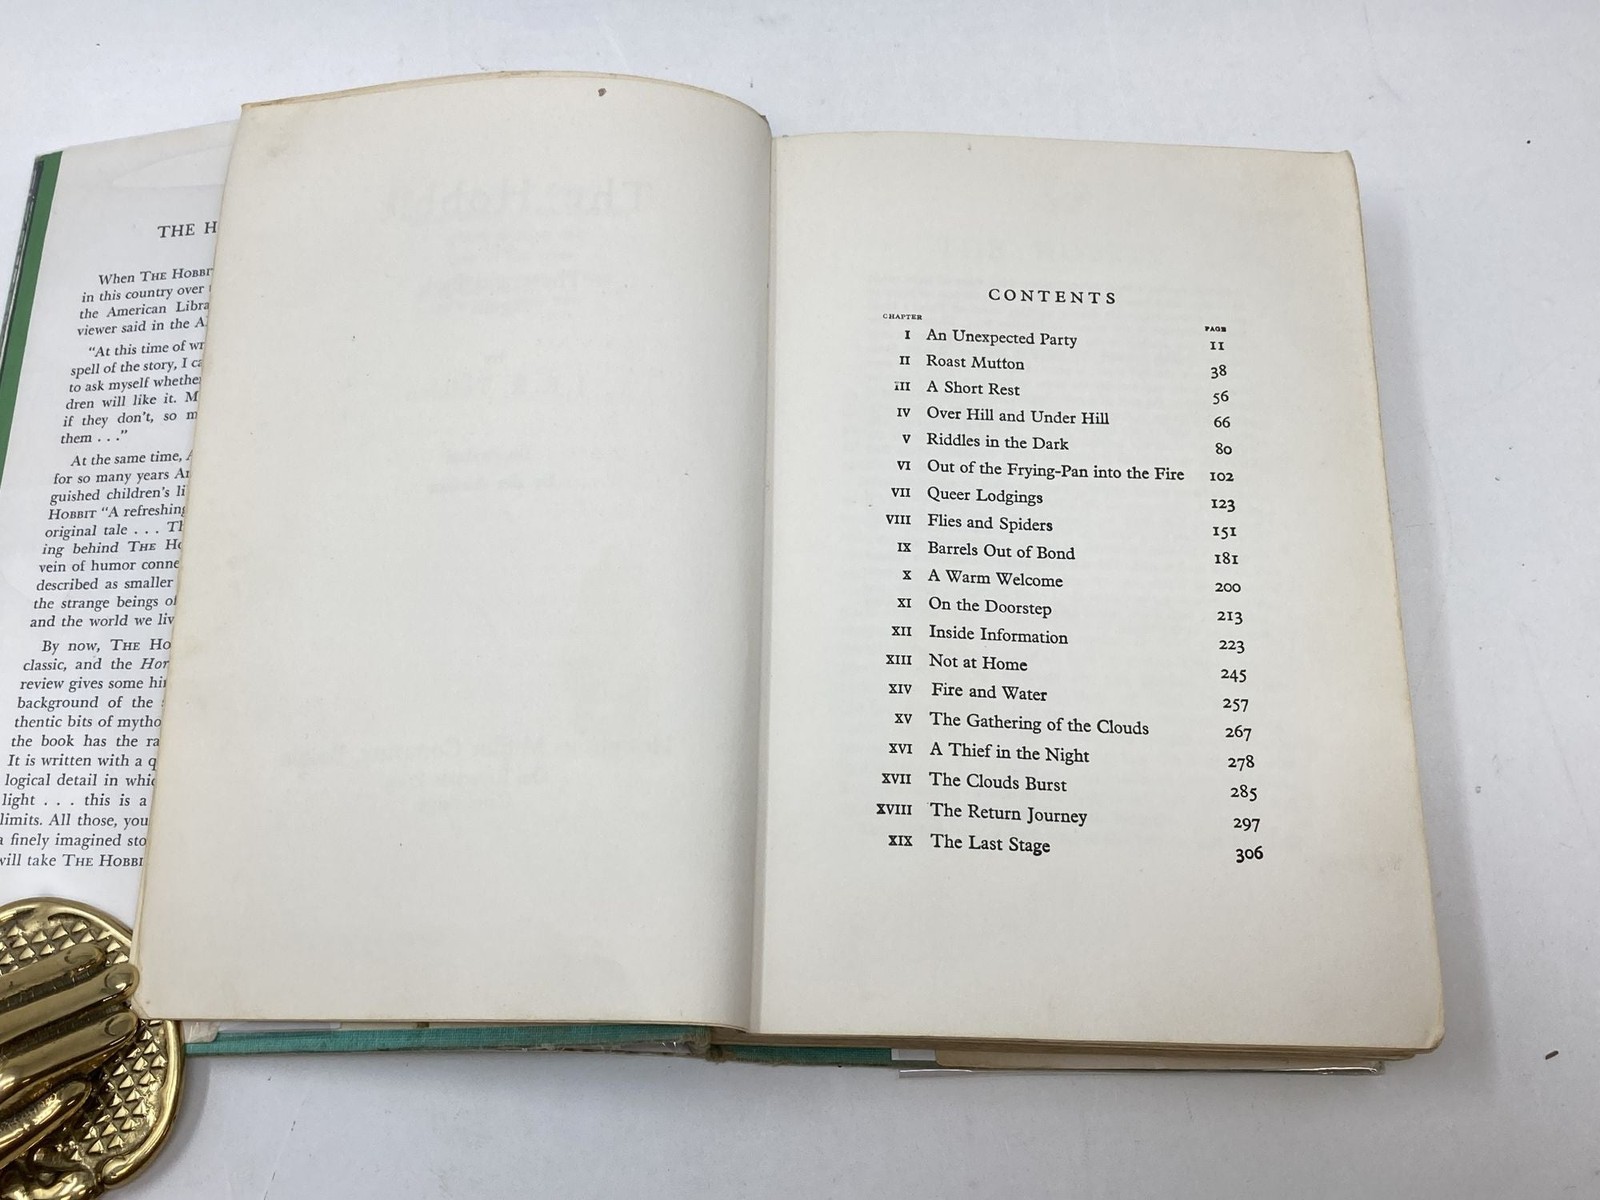 THE H
When THE HOBBI
in this country over
the American Libra
viewer said in the A
"At this time of wr
spell of the story, I ca
to ask myself whethe
dren will like it. M
if they don't, so m
them . . ."
At the same time, A
for so many years An
guished children's li
HOBBIT "A refreshing
original tale . . . Th
ing behind THE HO
vein of humor conne
described as smaller
the strange beings of
and the world we liv
By now, THE HO
classic, and the Hor
review gives some hin
background of the
thentic bits of mytho
the book has the ra
It is written with a q
logical detail in whic
light . . . this is a
limits. All those, you
a finely imagined sto
will take THE HOBBI
CONTENTS
CHAPTER PAGE
I An Unexpected Party 11
II Roast Mutton 38
III A Short Rest 56
IV Over Hill and Under Hill 66
V Riddles in the Dark 80
VI Out of the Frying-Pan into the Fire 102
VII Queer Lodgings 123
VIII Flies and Spiders 151
IX Barrels Out of Bond 181
X A Warm Welcome 200
XI On the Doorstep 213
XII Inside Information 223
XIII Not at Home 245
XIV Fire and Water 257
XV The Gathering of the Clouds 267
XVI A Thief in the Night 278
XVII The Clouds Burst 285
XVIII The Return Journey 297
XIX The Last Stage 306